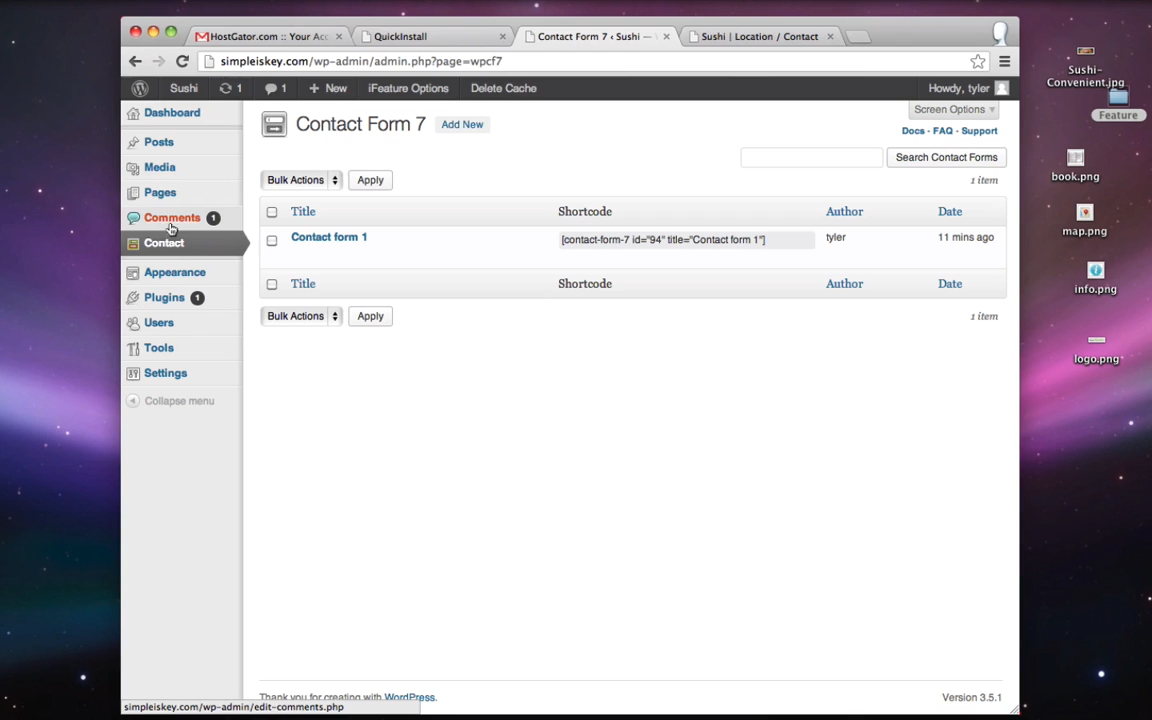 HostGator.com :: Your Acc
QuickInstall
Contact Form 7 ‹ Sushi —
Sushi | Location / Contact
simpleiskey.com/wp-admin/admin.php?page=wpcf7
Sushi
1
1
+ New
iFeature Options
Delete Cache
Howdy, tyler
Dashboard
Posts
Media
Pages
Comments 1
Contact
Appearance
Plugins 1
Users
Tools
Settings
Collapse menu
Screen Options
Contact Form 7
Add New
Docs - FAQ - Support
Search Contact Forms
Bulk Actions
Apply
1 item
Title
Shortcode
Author
Date
Contact form 1
[contact-form-7 id="94" title="Contact form 1"]
tyler
11 mins ago
Title
Shortcode
Author
Date
Bulk Actions
Apply
1 item
Thank you for creating with WordPress.
Version 3.5.1
simpleiskey.com/wp-admin/edit-comments.php
Sushi-
Convenient.jpg
Feature
book.png
map.png
info.png
logo.png